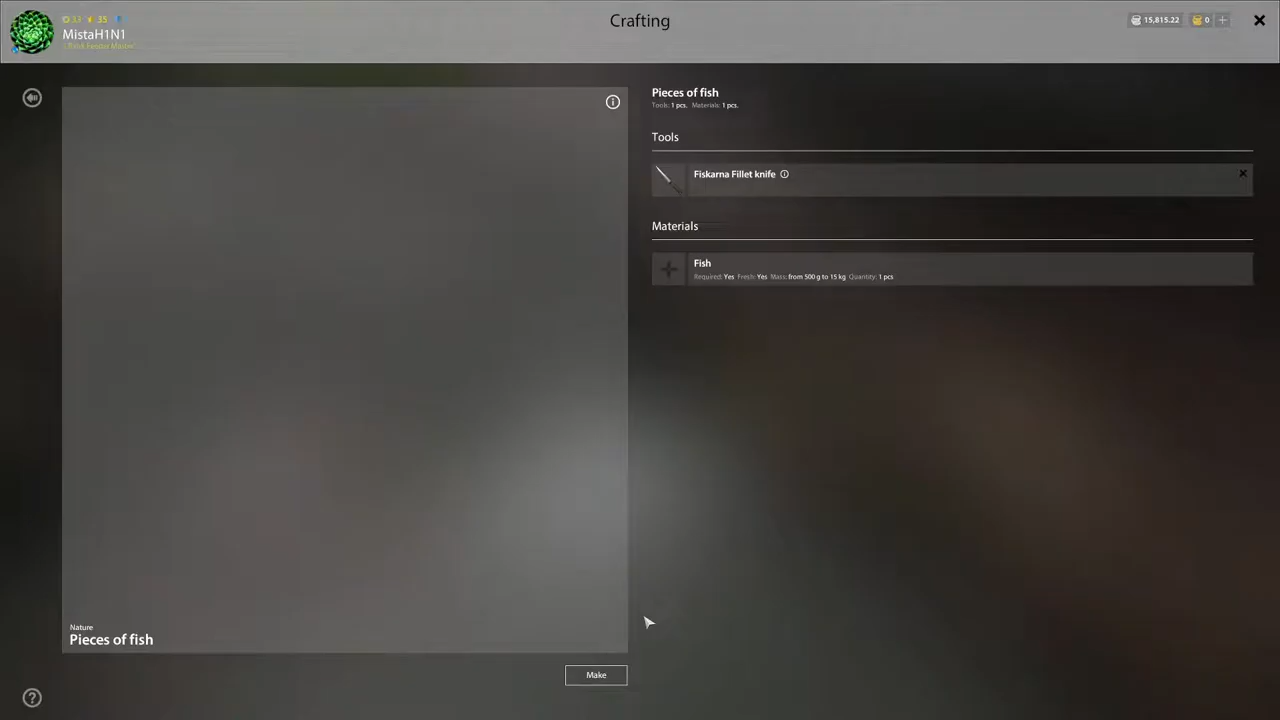 33 35
MistaH1N1
Crafting
15,815.22 0
Pieces of fish
Tools: 1 pcs. Materials: 1 pcs.
Tools
Fiskarna Fillet knife
Materials
Fish
Required: Yes Fresh: Yes Mass: from 500 g to 15 kg Quantity: 1 pcs
Nature
Pieces of fish
Make
?